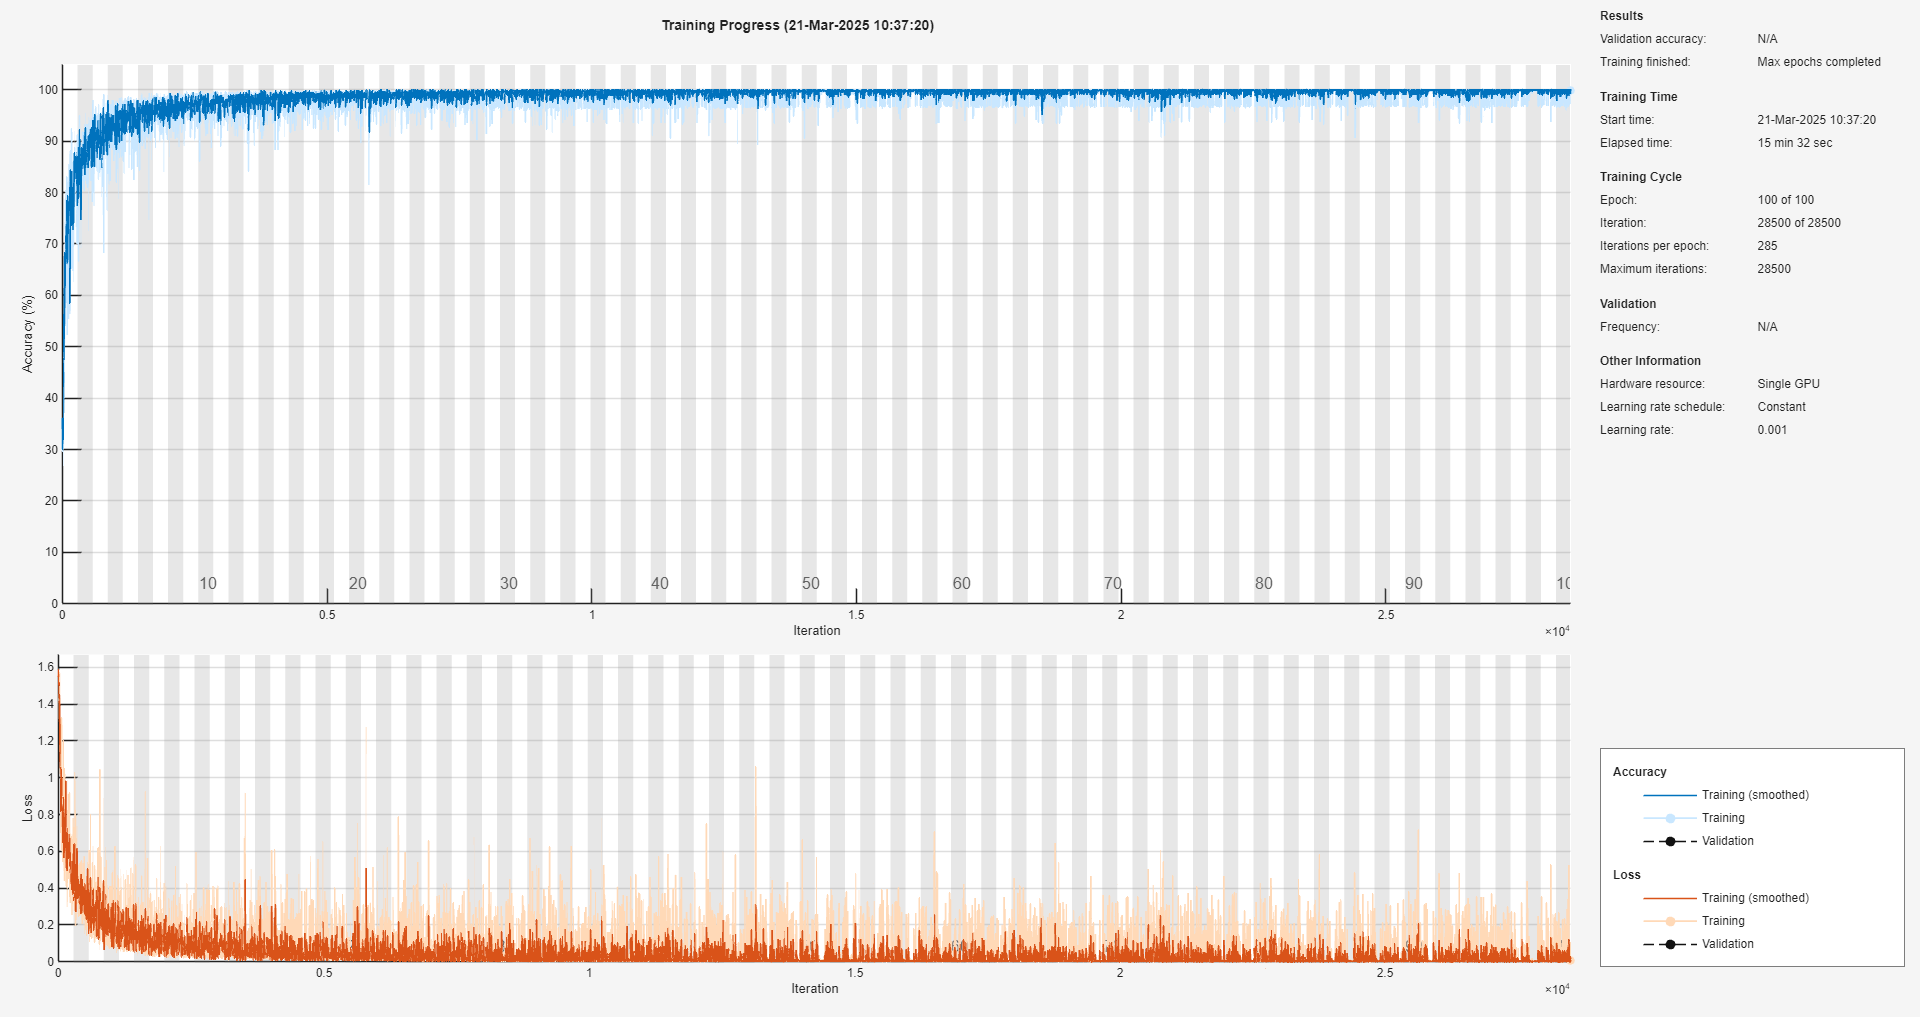 Training Progress (21-Mar-2025 10:37:20)
100
90
80
70
60
50
40
30
20
10
0
Accuracy (%)
10 20 30 40 50 60 70 80 90 10
0 0.5 1 1.5 2 2.5
Iteration
×10⁴
1.6
1.4
1.2
1
0.8
0.6
0.4
0.2
0
Loss
0 0.5 1 1.5 2 2.5
Iteration
×10⁴
Results
Validation accuracy: N/A
Training finished: Max epochs completed
Training Time
Start time: 21-Mar-2025 10:37:20
Elapsed time: 15 min 32 sec
Training Cycle
Epoch: 100 of 100
Iteration: 28500 of 28500
Iterations per epoch: 285
Maximum iterations: 28500
Validation
Frequency: N/A
Other Information
Hardware resource: Single GPU
Learning rate schedule: Constant
Learning rate: 0.001
Accuracy
Training (smoothed)
Training
Validation
Loss
Training (smoothed)
Training
Validation